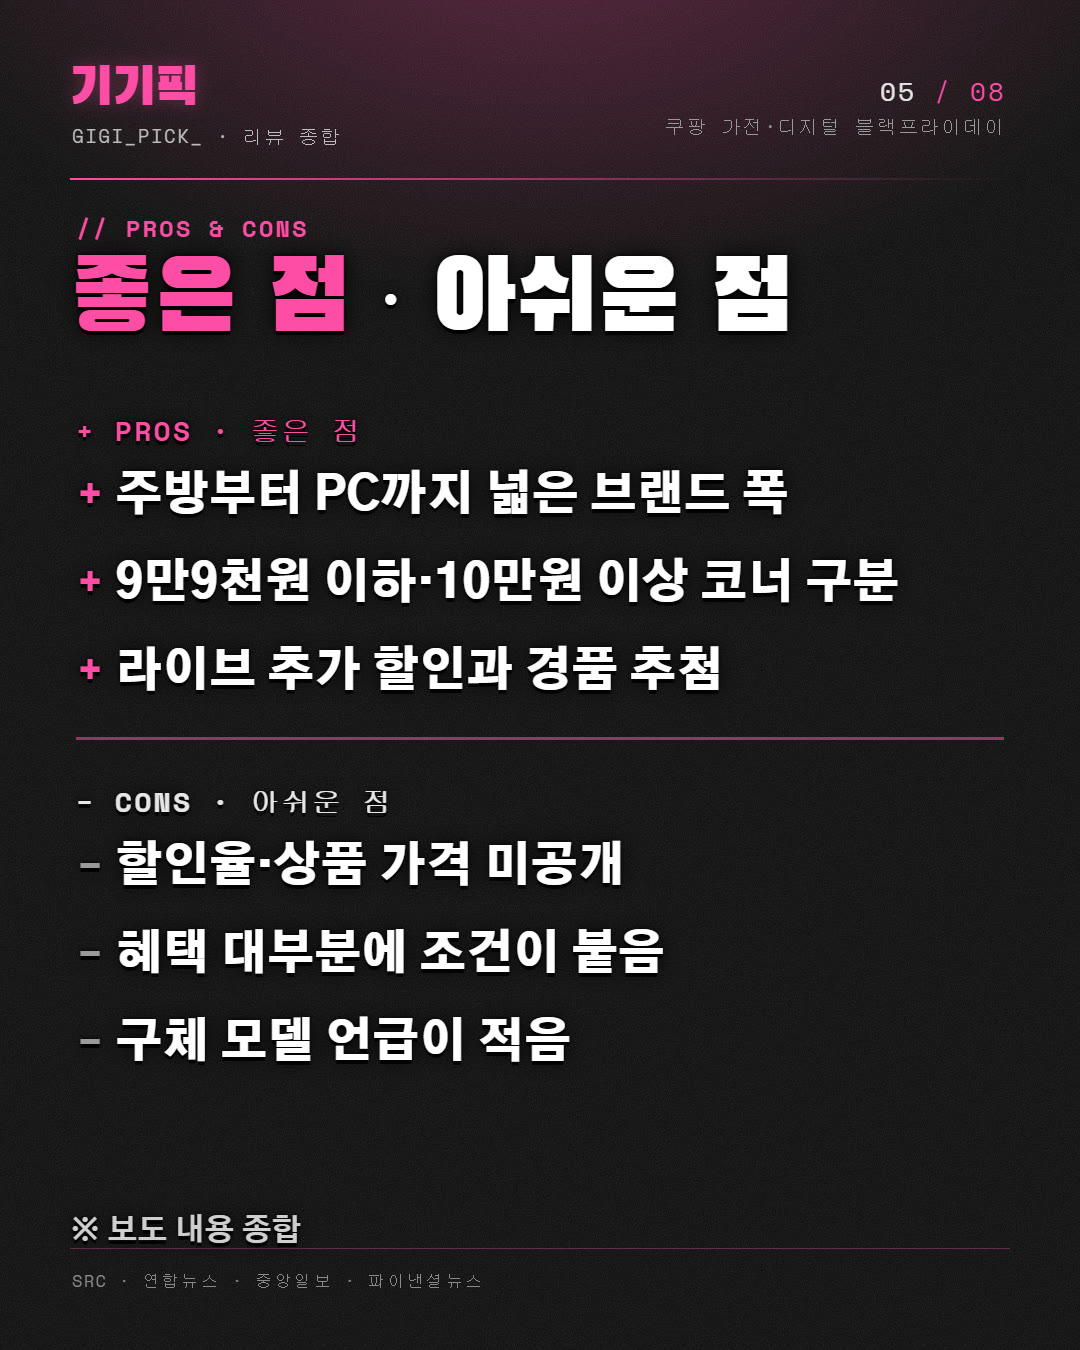 기기픽
GIGI_PICK_ · 리뷰 종합
05 / 08
쿠팡 가전·디지털 블랙프라이데이
// PROS & CONS
좋은 점 · 아쉬운 점
+ PROS · 좋은 점
+ 주방부터 PC까지 넓은 브랜드 폭
+ 9만9천원 이하·10만원 이상 코너 구분
+ 라이브 추가 할인과 경품 추첨
- CONS · 아쉬운 점
- 할인율·상품 가격 미공개
- 혜택 대부분에 조건이 붙음
- 구체 모델 언급이 적음
※ 보도 내용 종합
SRC · 연합뉴스 · 중앙일보 · 파이낸셜뉴스